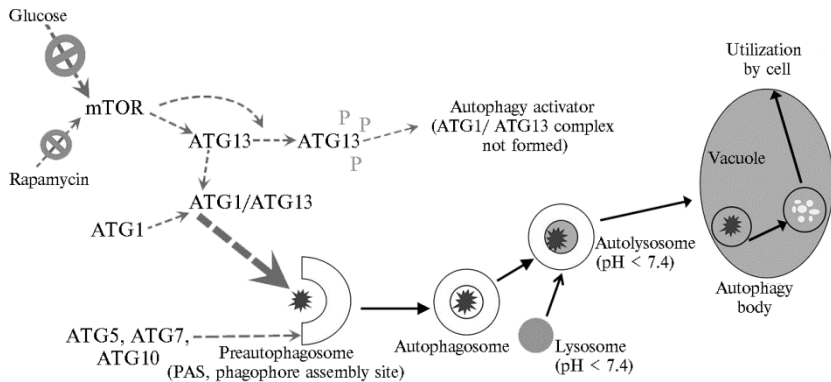 Glucose
mTOR
Rapamycin
ATG13
ATG13
P
P
P
Autophagy activator
(ATG1/ ATG13 complex
not formed)
ATG1/ATG13
ATG1
ATG5, ATG7,
ATG10
Preautophagosome
(PAS, phagophore assembly site)
Autophagosome
Lysosome
(pH < 7.4)
Autolysosome
(pH < 7.4)
Utilization
by cell
Vacuole
Autophagy
body